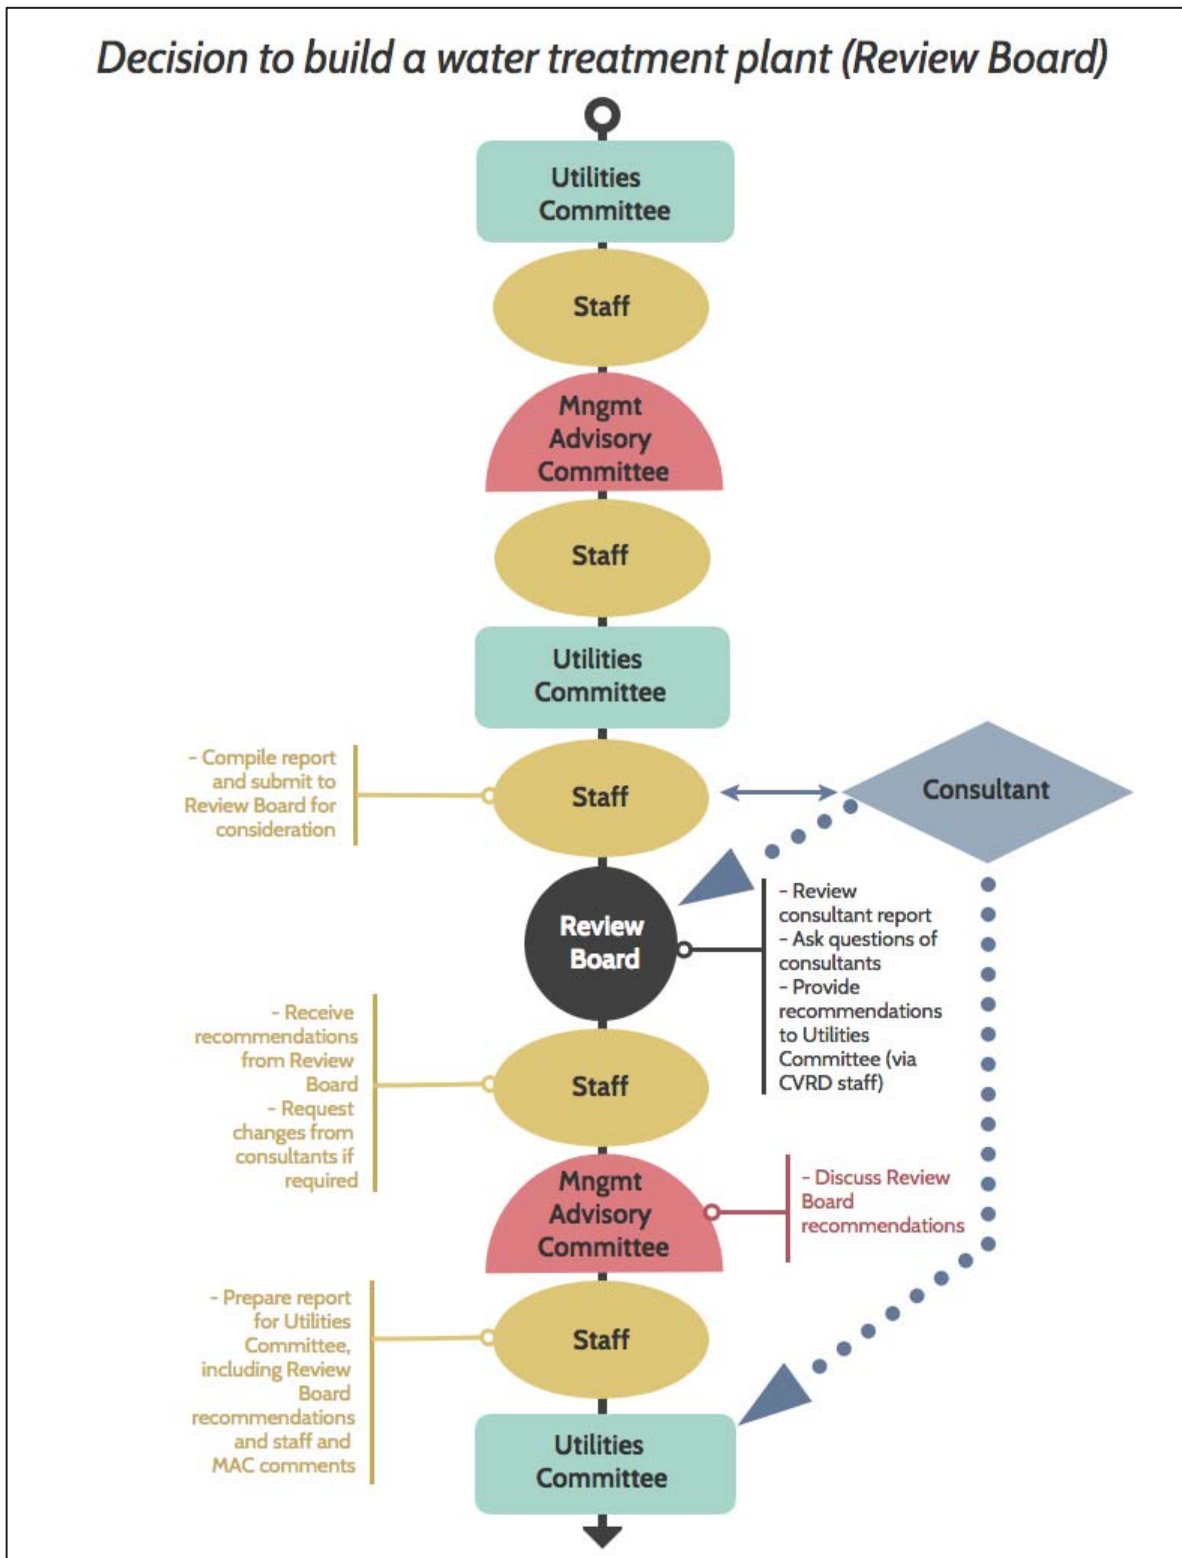 Decision to build a water treatment plant (Review Board)
Utilities
Committee
Staff
Mngmt
Advisory
Committee
Staff
Utilities
Committee
- Compile report
and submit to
Review Board for
consideration
Staff
Consultant
Review
Board
- Review
consultant report
- Ask questions of
consultants
- Provide
recommendations
to Utilities
Committee (via
CVRD staff)
- Receive
recommendations
from Review
Board
- Request
changes from
consultants if
required
Staff
Mngmt
Advisory
Committee
- Discuss Review
Board
recommendations
- Prepare report
for Utilities
Committee,
including Review
Board
recommendations
and staff and
MAC comments
Staff
Utilities
Committee